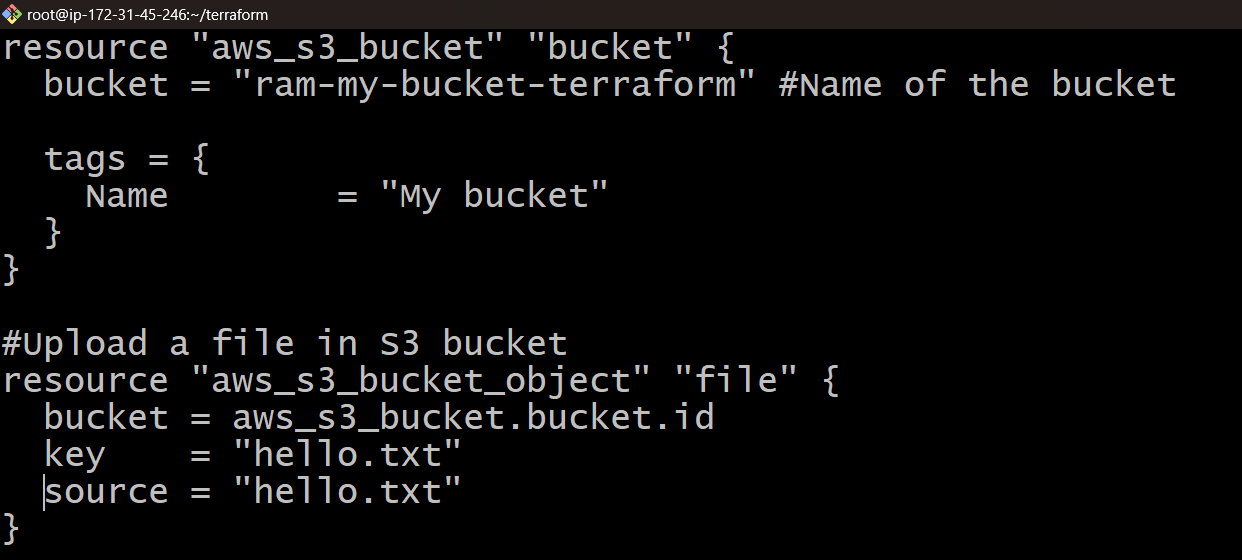 root@ip-172-31-45-246:~/terraform
resource "aws_s3_bucket" "bucket" {
  bucket = "ram-my-bucket-terraform" #Name of the bucket

  tags = {
    Name        = "My bucket"
  }
}

#Upload a file in S3 bucket
resource "aws_s3_bucket_object" "file" {
  bucket = aws_s3_bucket.bucket.id
  key    = "hello.txt"
  source = "hello.txt"
}